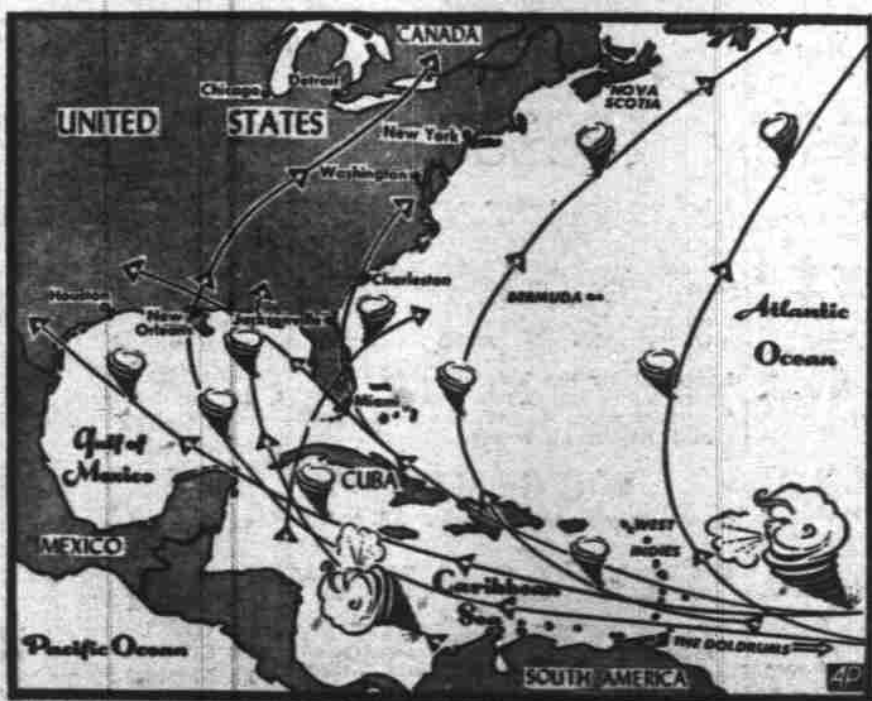 CANADA
Chicago
Detroit
NOVA
SCOTIA
UNITED STATES
New York
Washington
Charleston
Houston
New
Orleans
Jacksonville
BERMUDA
Atlantic
Ocean
Miami
Gulf of
Mexico
CUBA
WEST
INDIES
MEXICO
Caribbean
Sea
Pacific Ocean
THE DOLDRUMS
SOUTH AMERICA
AP